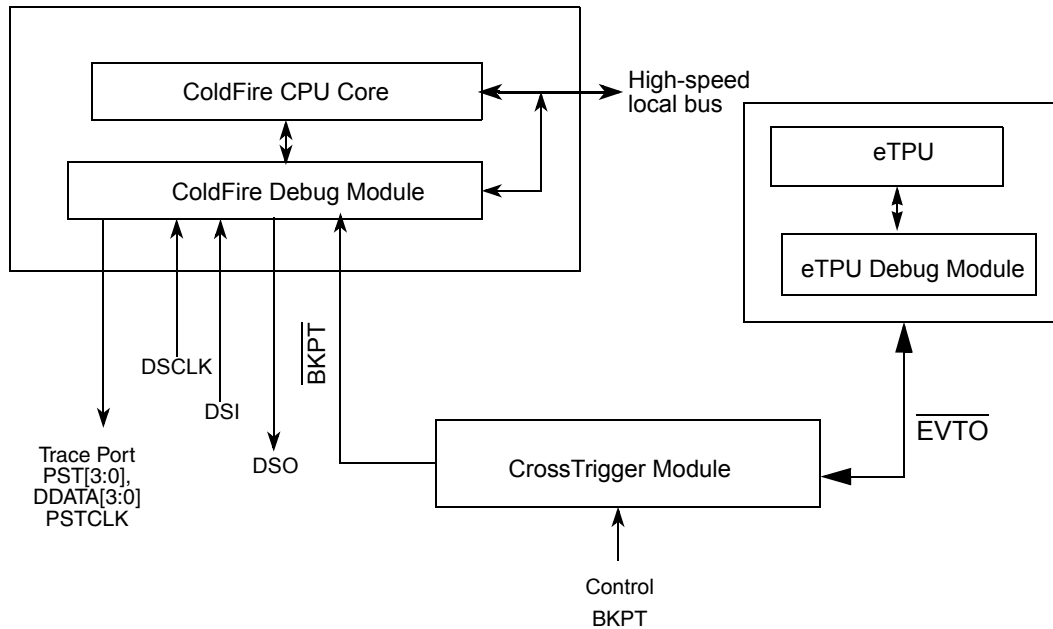 ColdFire CPU Core
High-speed
local bus
eTPU
ColdFire Debug Module
eTPU Debug Module
BKPT
DSCLK
DSI
DSO
EVTO
Trace Port
PST[3:0],
DDATA[3:0]
PSTCLK
CrossTrigger Module
Control
BKPT